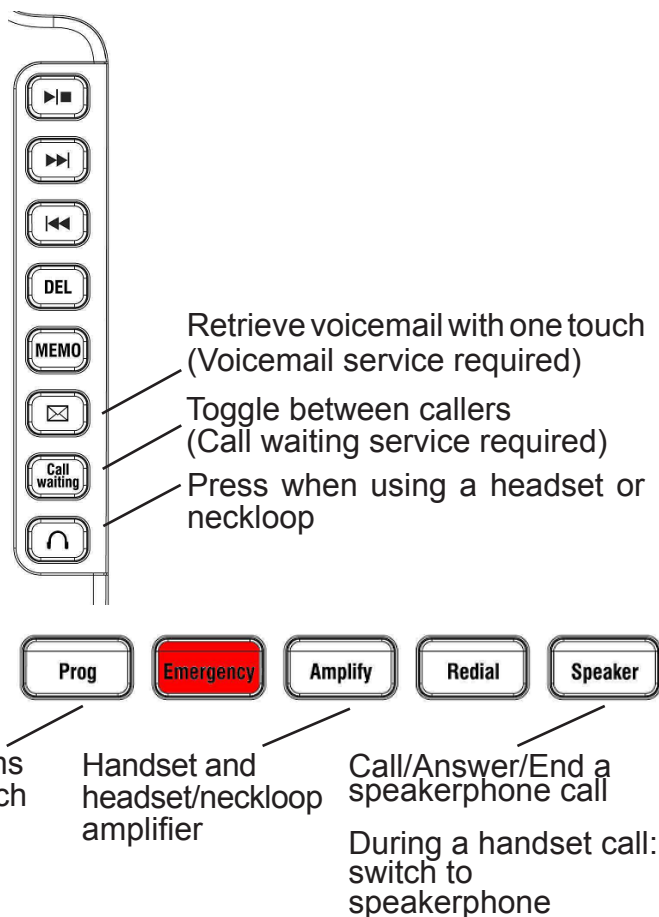 DEL
MEMO
Retrieve voicemail with one touch
(Voicemail service required)
Call
waiting
Toggle between callers
(Call waiting service required)
Press when using a headset or
neckloop
Prog
Emergency
Amplify
Redial
Speaker
Handset and
headset/neckloop
amplifier
Call/Answer/End a
speakerphone call
During a handset call:
switch to
speakerphone